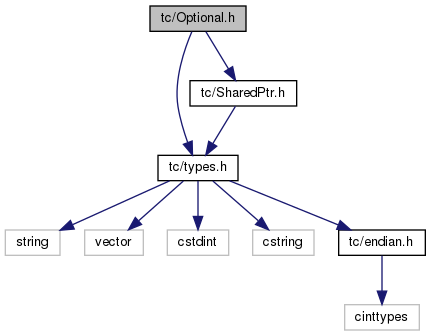 tc/Optional.h
tc/SharedPtr.h
tc/types.h
string
vector
cstdint
cstring
tc/endian.h
cinttypes